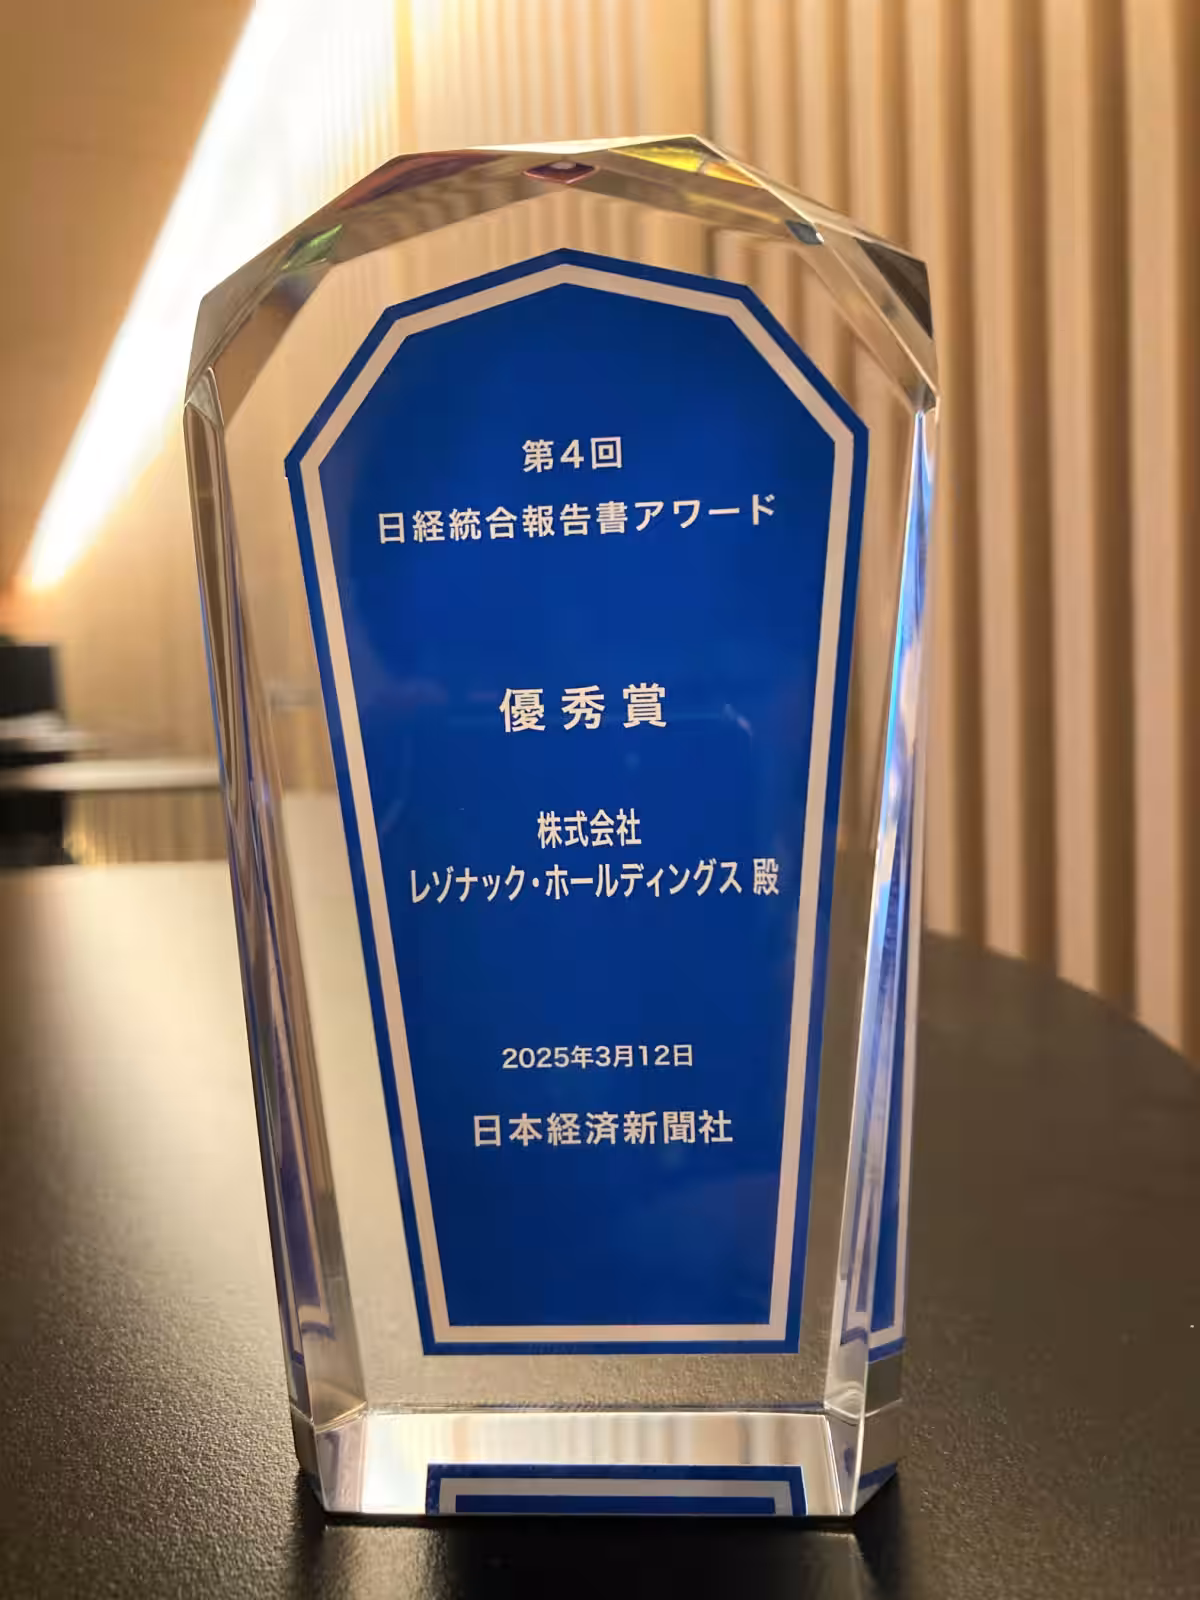 第4回
日経統合報告書アワード
優秀賞
株式会社
レゾナック・ホールディングス 殿
2025年3月12日
日本経済新聞社